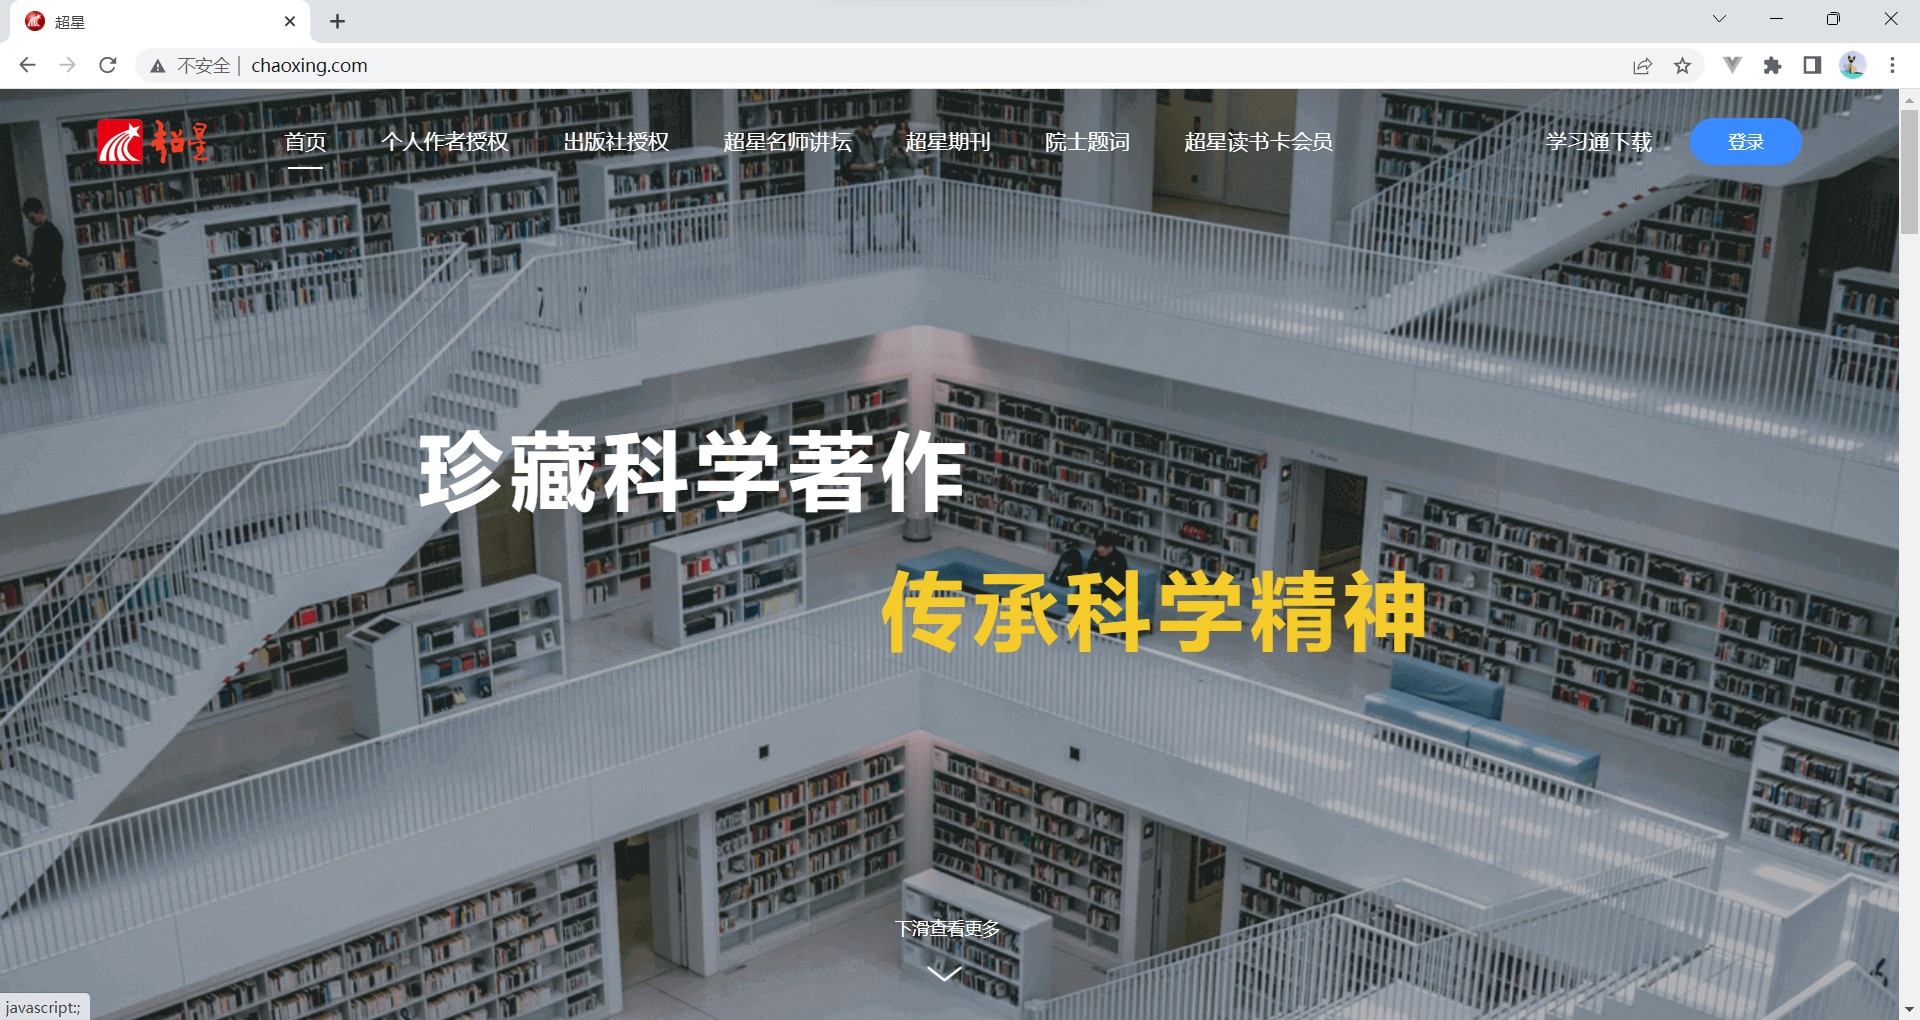 超星
不安全 chaoxing.com
超星 首页 个人作者授权 出版社授权 超星名师讲坛 超星期刊 院士题词 超星读书卡会员 学习通下载 登录
珍藏科学著作
传承科学精神
下滑查看更多
javascript:;